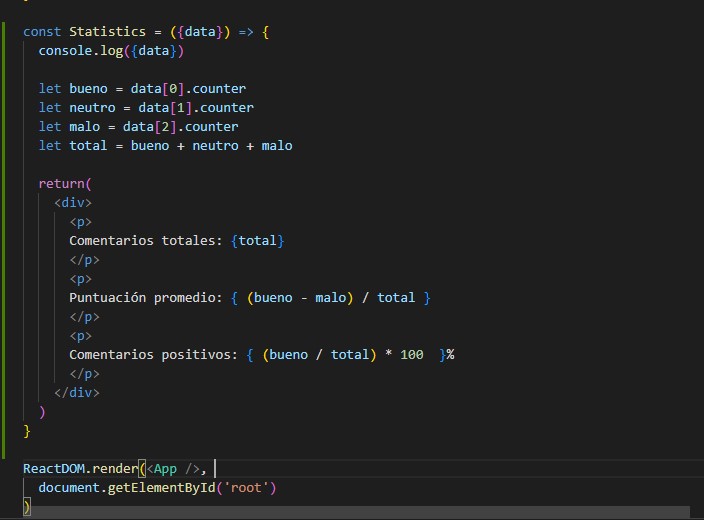 const Statistics = ({data}) => {
console.log({data})
let bueno = data[0].counter
let neutro = data[1].counter
let malo = data[2].counter
let total = bueno + neutro + malo
return(
<div>
<p>
Comentarios totales: {total}
</p>
<p>
Puntuación promedio: { (bueno - malo) / total }
</p>
<p>
Comentarios positivos: { (bueno / total) * 100  }%
</p>
</div>
)
}
ReactDOM.render(<App />,
document.getElementById('root')
)